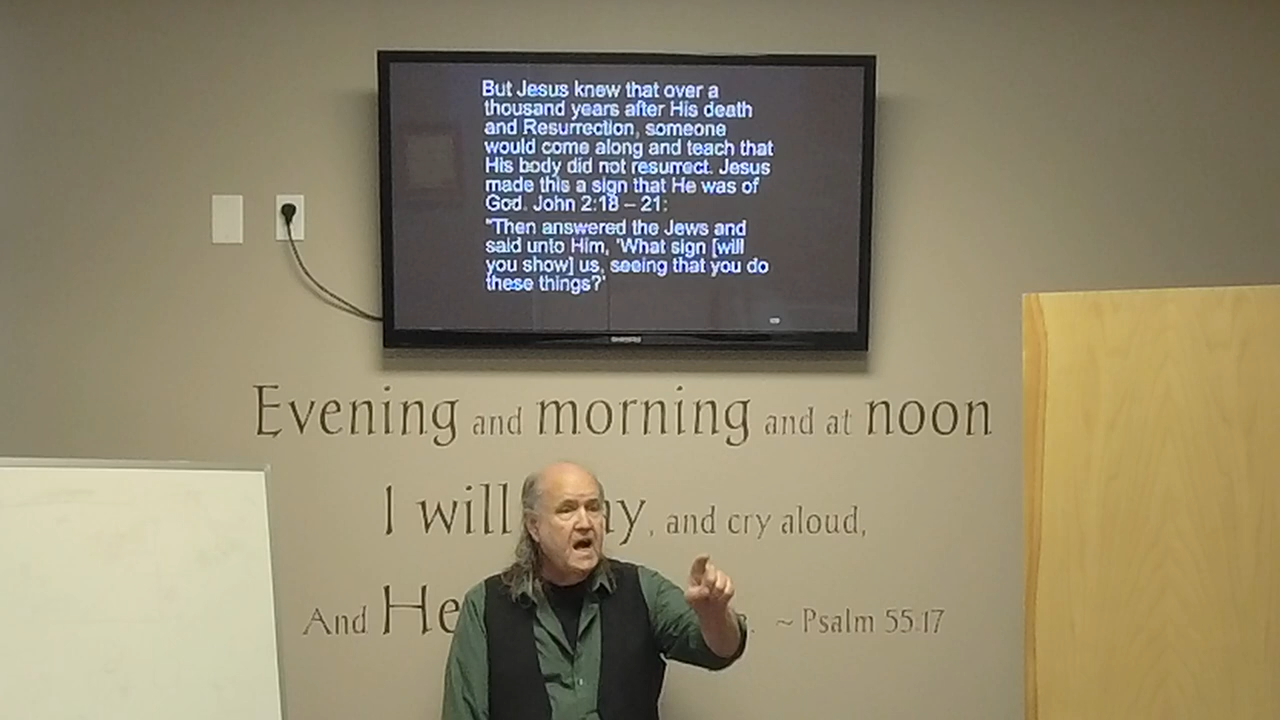 But Jesus knew that over a
thousand years after His death
and Resurrection, someone
would come along and teach that
His body did not resurrect. Jesus
made this a sign that He was of
God. John 2:18 – 21:
"Then answered the Jews and
said unto Him, 'What sign [will
you show] us, seeing that you do
these things?'
Evening and morning and at noon
I will ay, and cry aloud,
And He . ~ Psalm 55:17